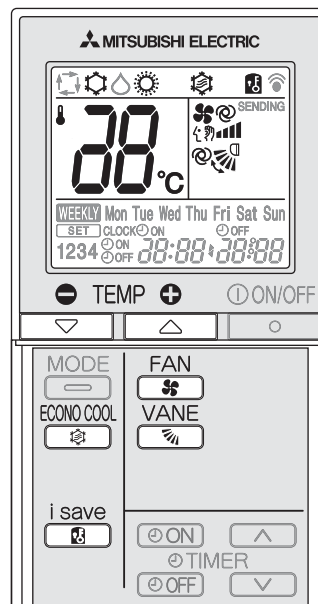 MITSUBISHI ELECTRIC
SENDING
88°C
WEEKLY Mon Tue Wed Thu Fri Sat Sun
SET CLOCK ON OFF
1234 ON OFF 88:88 88:88
TEMP ON/OFF
MODE FAN
ECONO COOL VANE
i save
ON
TIMER
OFF